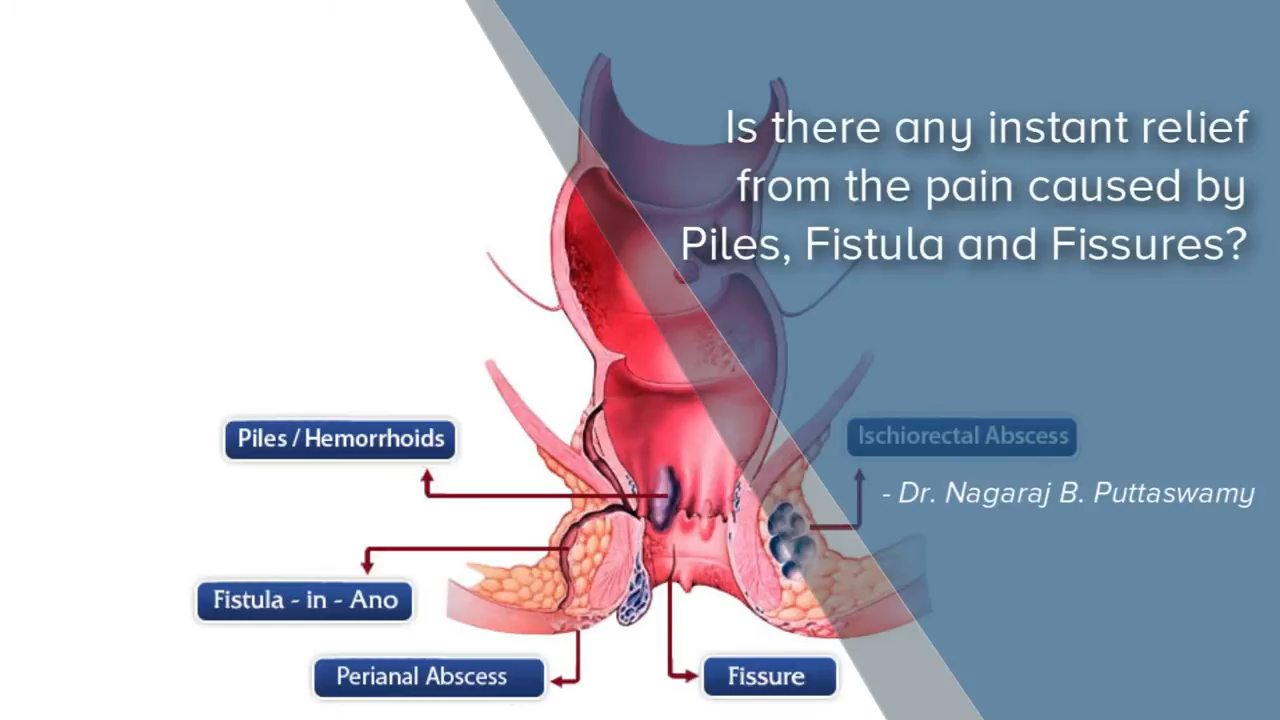 Is there any instant relief
from the pain caused by
Piles, Fistula and Fissures?
Piles / Hemorrhoids
Ischiorectal Abscess
- Dr. Nagaraj B. Puttaswamy
Fistula - in - Ano
Perianal Abscess
Fissure